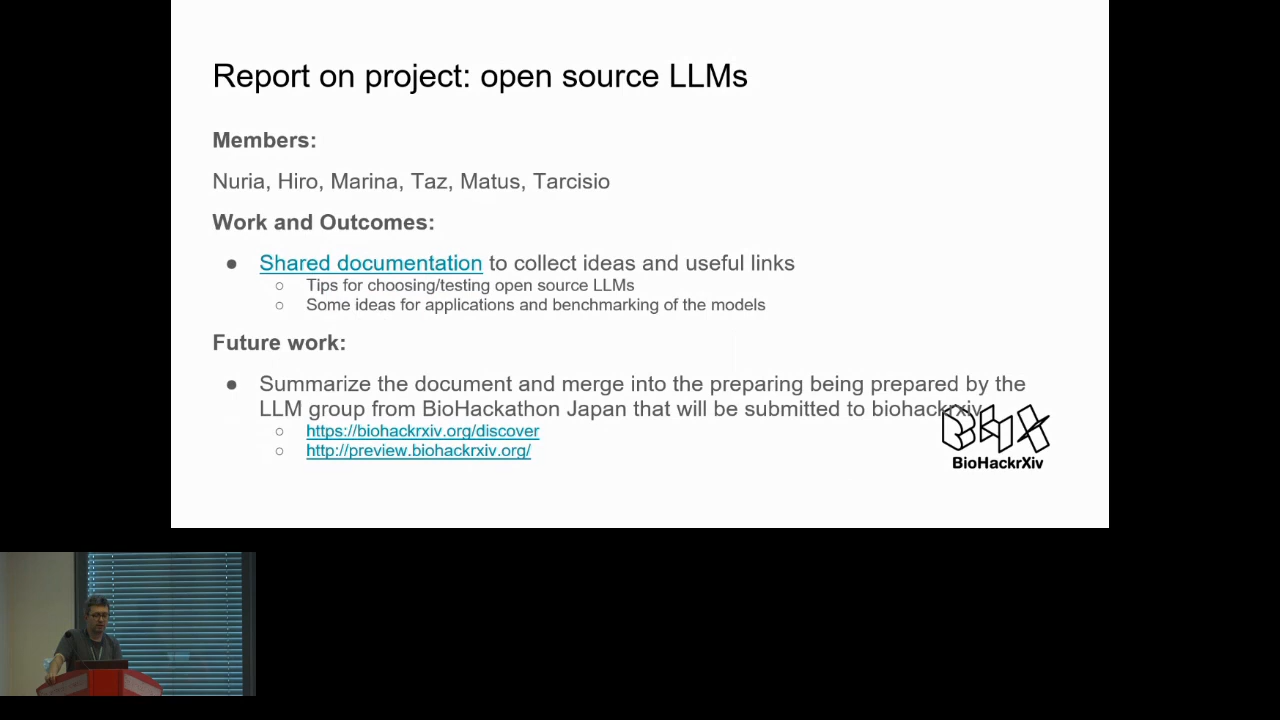 Report on project: open source LLMs
Members:
Nuria, Hiro, Marina, Taz, Matus, Tarcisio
Work and Outcomes:
● Shared documentation to collect ideas and useful links
○ Tips for choosing/testing open source LLMs
○ Some ideas for applications and benchmarking of the models
Future work:
● Summarize the document and merge into the preparing being prepared by the
LLM group from BioHackathon Japan that will be submitted to biohackrxiv
○ https://biohackrxiv.org/discover
○ http://preview.biohackrxiv.org/
BHX
BioHackrXiv